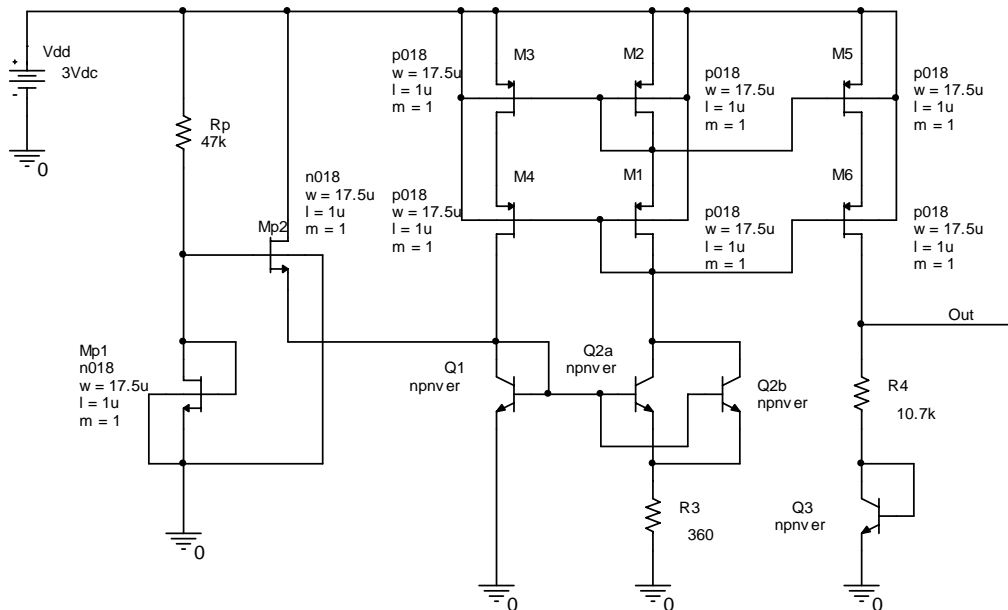 Vdd
+
3Vdc
-
0
Rp
47k
n018
w = 17.5u
l = 1u
m = 1
Mp2
Mp1
n018
w = 17.5u
l = 1u
m = 1
0
M3
p018
w = 17.5u
l = 1u
m = 1
M2
p018
w = 17.5u
l = 1u
m = 1
M5
p018
w = 17.5u
l = 1u
m = 1
M4
p018
w = 17.5u
l = 1u
m = 1
M1
p018
w = 17.5u
l = 1u
m = 1
M6
p018
w = 17.5u
l = 1u
m = 1
Out
Q1
npnver
Q2a
npnver
Q2b
npnver
R4
10.7k
R3
360
Q3
npnver
0
0
0